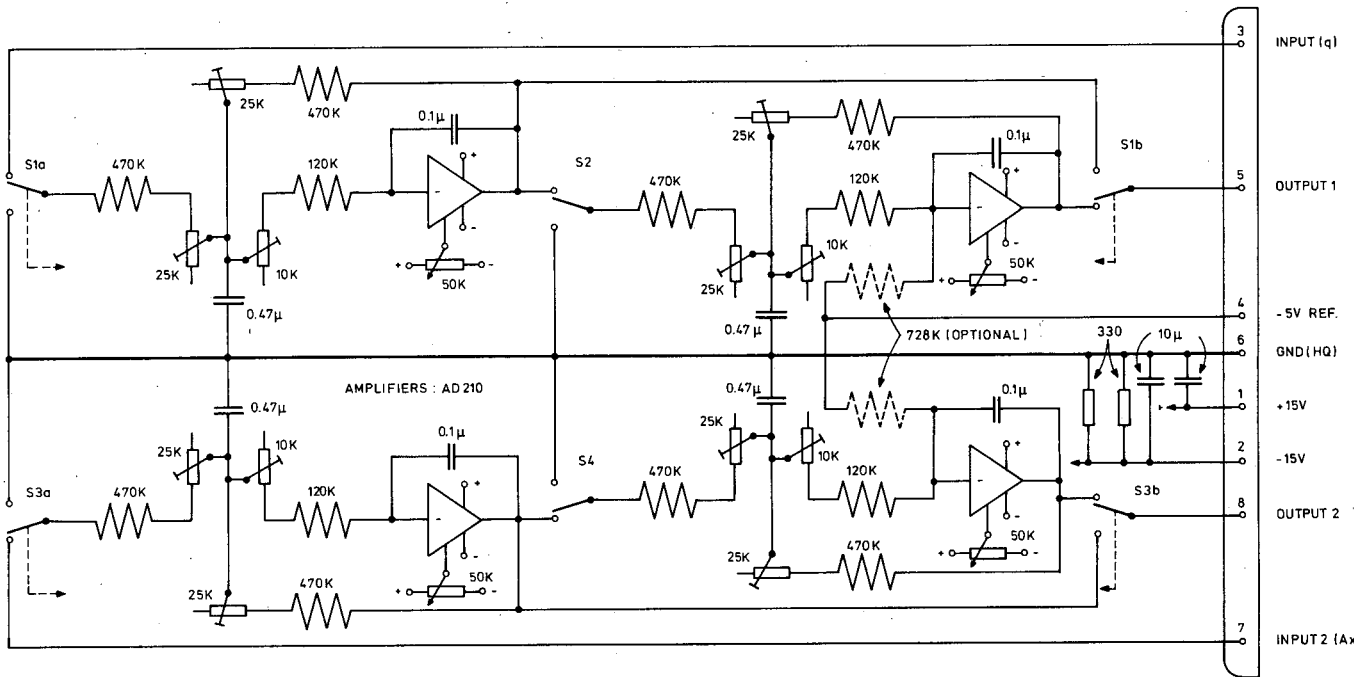 3
INPUT (q)
25K
470K
0.1μ
25K
470K
0.1μ
S1a
470K
120K
+
-
-
S2
470K
120K
+
-
-
S1b
5
OUTPUT 1
25K
10K
+
-
50K
25K
10K
+
-
50K
0.47μ
0.47μ
4
- 5V REF.
728K (OPTIONAL)
330
10μ
6
GND (HQ)
AMPLIFIERS : AD 210
0.47μ
0.47μ
0.1μ
+
1
+15V
25K
10K
0.1μ
25K
10K
2
-15V
S3a
470K
120K
+
-
-
S4
470K
120K
+
-
-
S3b
8
OUTPUT 2
25K
470K
+
-
50K
25K
470K
+
-
50K
7
INPUT 2 (Ax